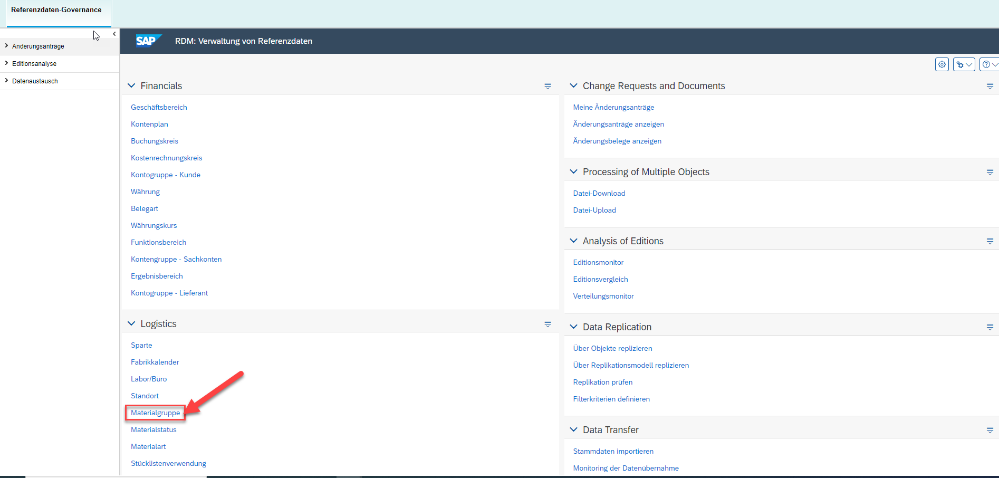 Referenzdaten-Governance
Änderungsanträge
Editionsanalyse
Datenaustausch
SAP
RDM: Verwaltung von Referenzdaten
Financials
Geschäftsbereich
Kontenplan
Buchungskreis
Kostenrechnungskreis
Kontogruppe - Kunde
Währung
Belegart
Währungskurs
Funktionsbereich
Kontengruppe - Sachkonten
Ergebnisbereich
Kontogruppe - Lieferant
Logistics
Sparte
Fabrikkalender
Labor/Büro
Standort
Materialgruppe
Materialstatus
Materialart
Stücklistenverwendung
Change Requests and Documents
Meine Änderungsanträge
Änderungsanträge anzeigen
Änderungsbelege anzeigen
Processing of Multiple Objects
Datei-Download
Datei-Upload
Analysis of Editions
Editionsmonitor
Editionsvergleich
Verteilungsmonitor
Data Replication
Über Objekte replizieren
Über Replikationsmodell replizieren
Replikation prüfen
Filterkriterien definieren
Data Transfer
Stammdaten importieren
Monitoring der Datenübernahme